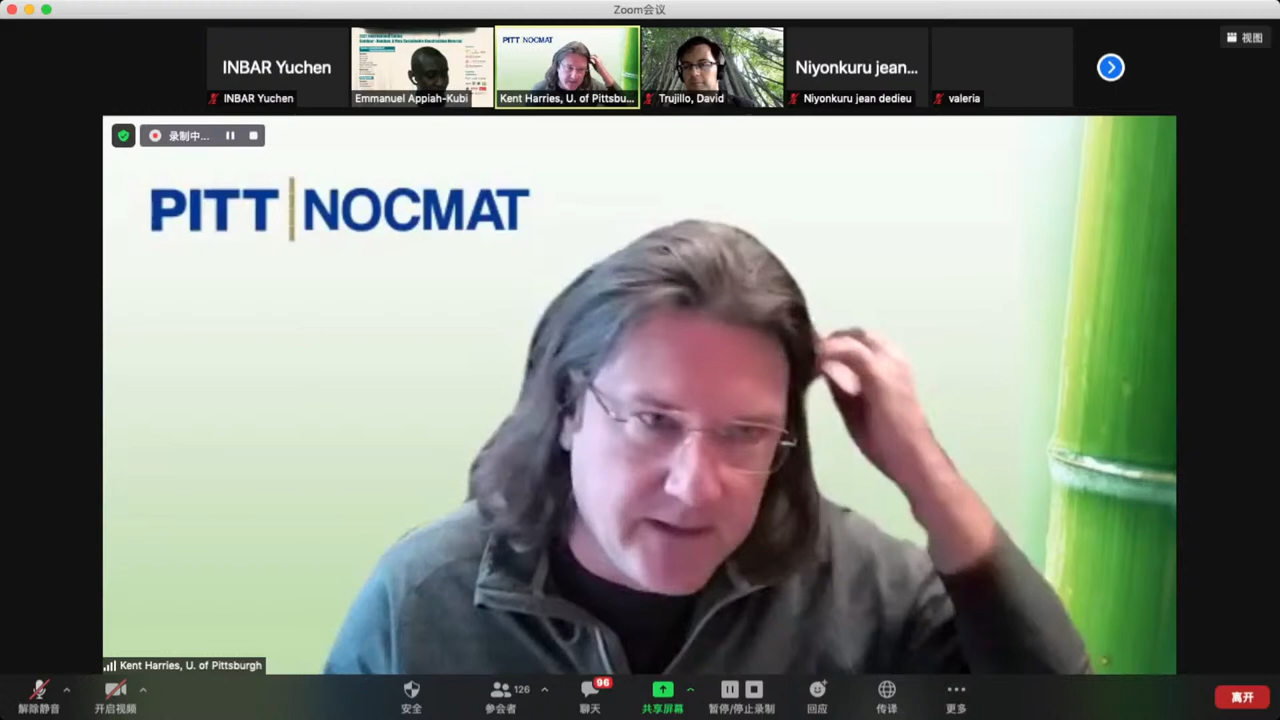 Zoom会议
INBAR Yuchen
INBAR Yuchen
Emmanuel Appiah-Kubi
PITT NOCMAT
Kent Harries, U. of Pittsbu...
Trujillo, David
Niyonkuru jean...
Niyonkuru jean dedieu
valeria
视图
录制中...
PITT NOCMAT
Kent Harries, U. of Pittsburgh
解除静音
开启视频
安全
126
参会者
96
聊天
共享屏幕
暂停/停止录制
回应
传译
更多
离开